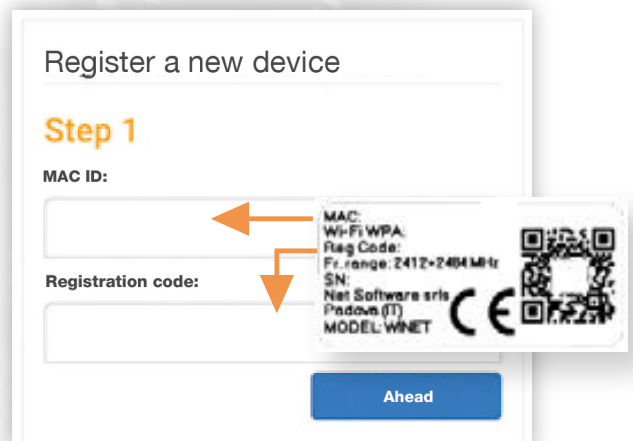 Register a new device
Step 1
MAC ID:
MAC:
Wi-Fi WPA:
Reg Code:
Fr. range: 2412÷2484 MHz
SN:
Net Software srls
Padova (IT)
MODEL: WINET
CE
Registration code:
Ahead